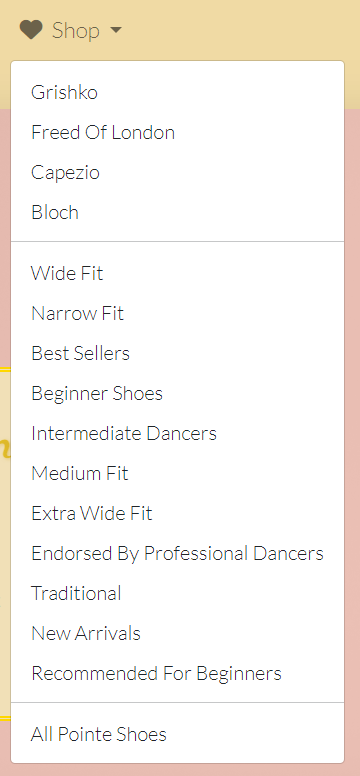 Shop
Grishko
Freed Of London
Capezio
Bloch
Wide Fit
Narrow Fit
Best Sellers
Beginner Shoes
Intermediate Dancers
Medium Fit
Extra Wide Fit
Endorsed By Professional Dancers
Traditional
New Arrivals
Recommended For Beginners
All Pointe Shoes